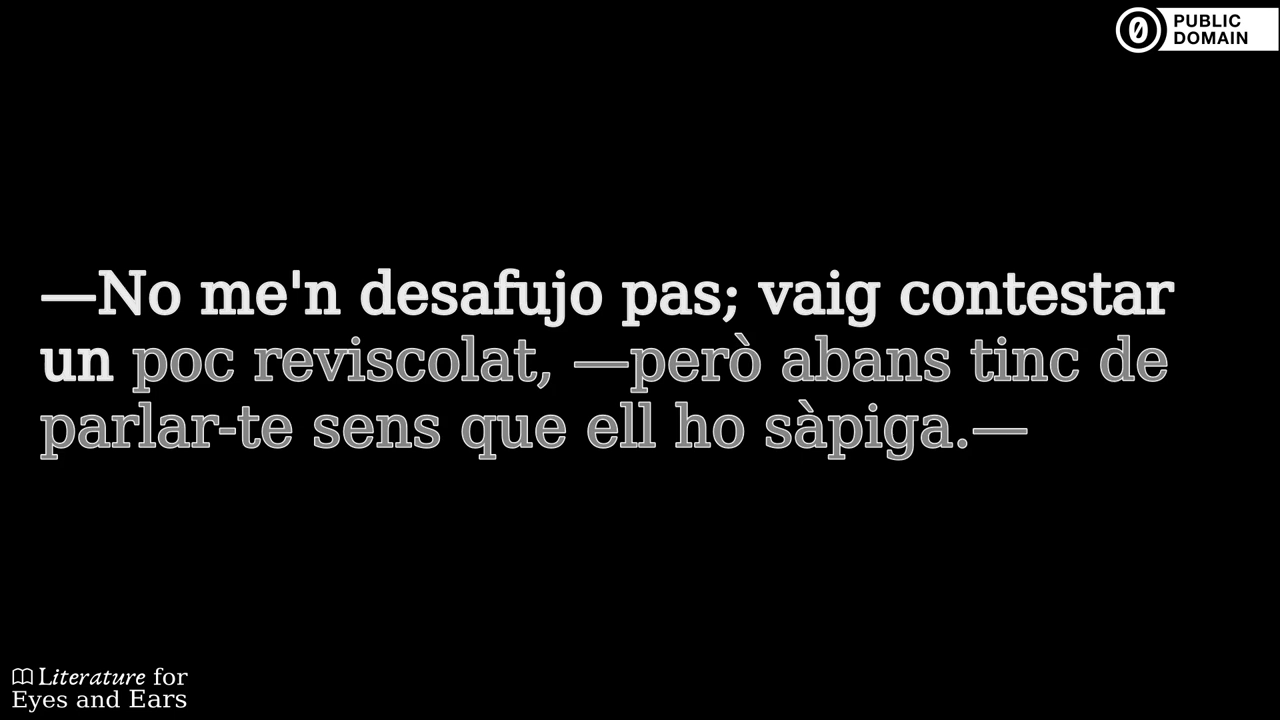 PUBLIC
DOMAIN
—No me'n desafujo pas; vaig contestar
un poc reviscolat, —però abans tinc de
parlar-te sens que ell ho sàpiga.—
Literature for
Eyes and Ears